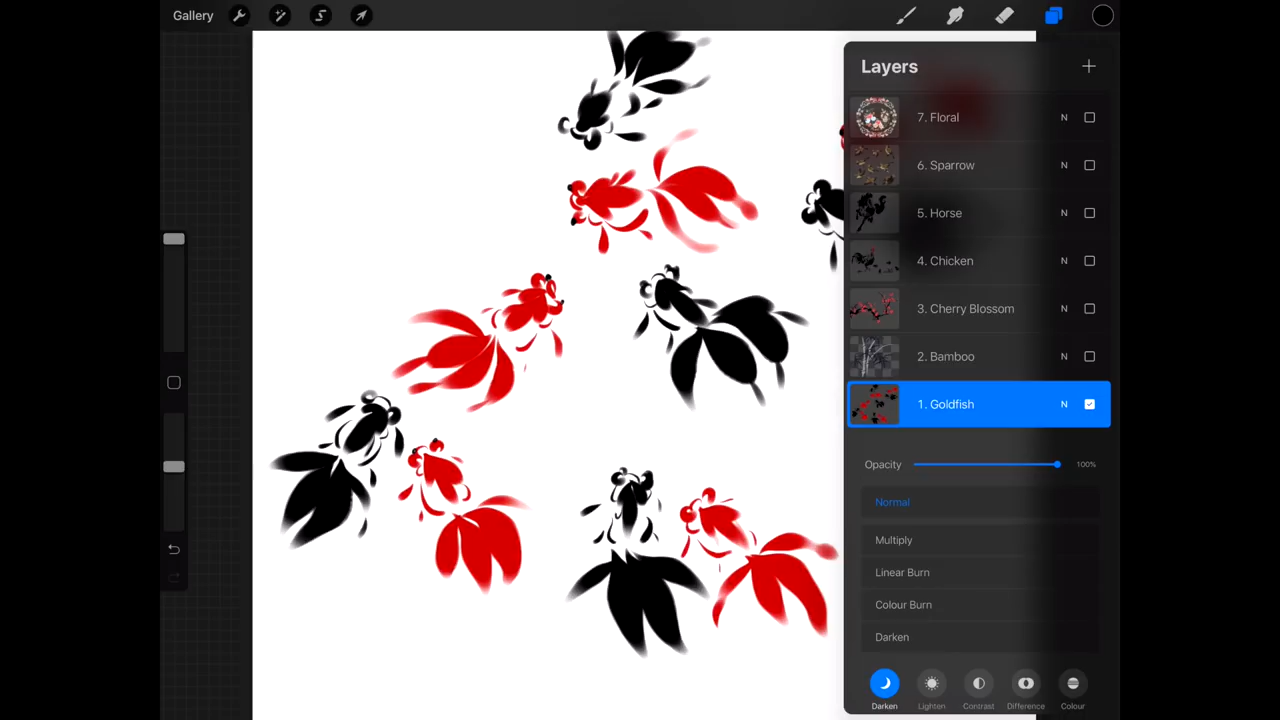 Gallery
Layers
7. Floral N
6. Sparrow N
5. Horse N
4. Chicken N
3. Cherry Blossom N
2. Bamboo N
1. Goldfish N
Opacity 100%
Normal
Multiply
Linear Burn
Colour Burn
Darken
Darken Lighten Contrast Difference Colour